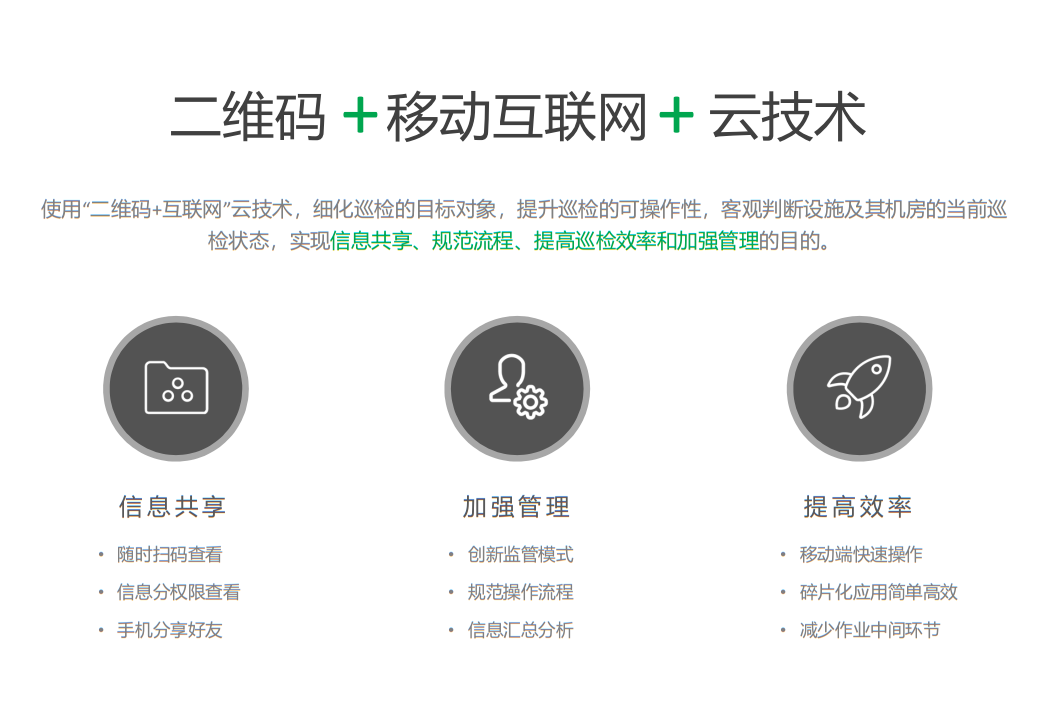 二维码 +移动互联网+ 云技术
使用“二维码+互联网”云技术，细化巡检的目标对象，提升巡检的可操作性，客观判断设施及其机房的当前巡
检状态，实现信息共享、规范流程、提高巡检效率和加强管理的目的。
信息共享
• 随时扫码查看
• 信息分权限查看
• 手机分享好友
加强管理
• 创新监管模式
• 规范操作流程
• 信息汇总分析
提高效率
• 移动端快速操作
• 碎片化应用简单高效
• 减少作业中间环节